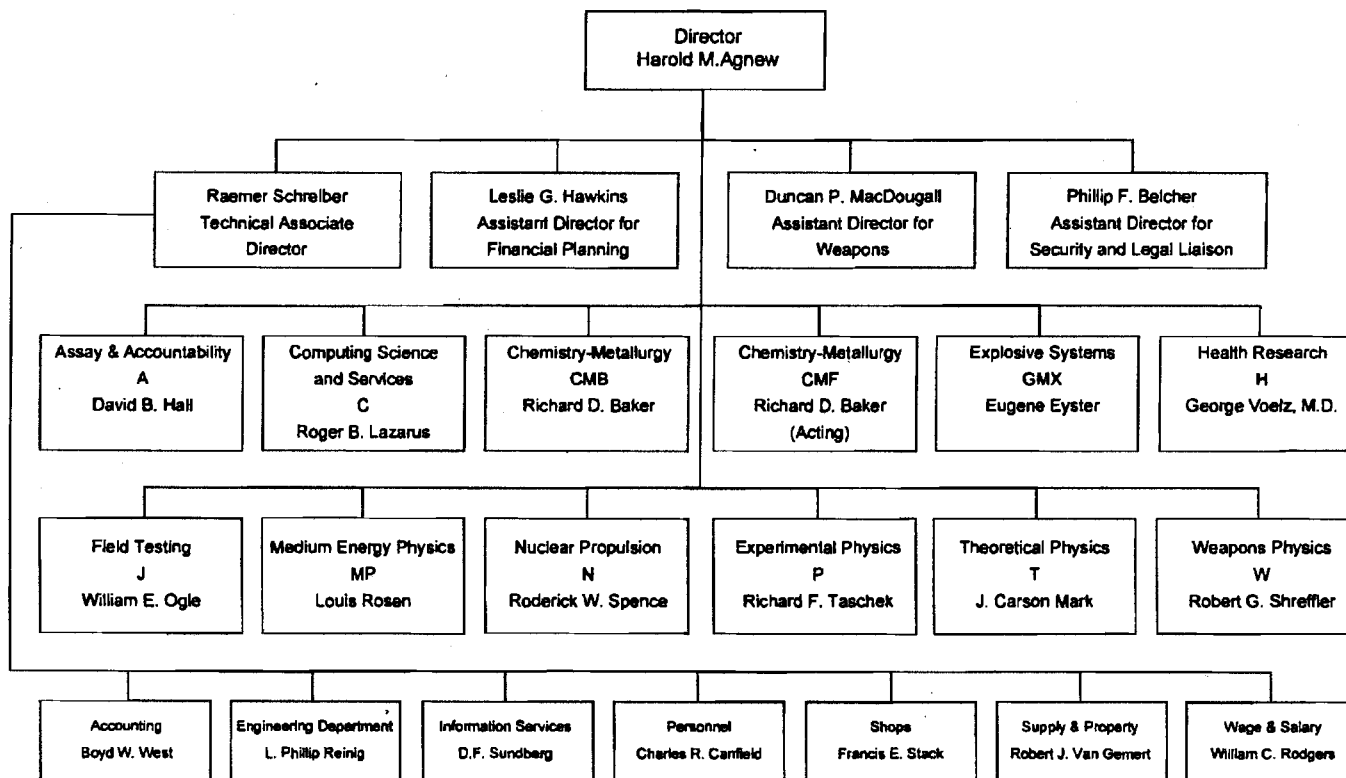 Director
Harold M.Agnew
Raemer Schreiber
Technical Associate
Director
Leslie G. Hawkins
Assistant Director for
Financial Planning
Duncan P. MacDougall
Assistant Director for
Weapons
Phillip F. Belcher
Assistant Director for
Security and Legal Liaison
Assay & Accountability
A
David B. Hall
Computing Science
and Services
C
Roger B. Lazarus
Chemistry-Metallurgy
CMB
Richard D. Baker
Chemistry-Metallurgy
CMF
Richard D. Baker
(Acting)
Explosive Systems
GMX
Eugene Eyster
Health Research
H
George Voelz, M.D.
Field Testing
J
William E. Ogle
Medium Energy Physics
MP
Louis Rosen
Nuclear Propulsion
N
Roderick W. Spence
Experimental Physics
P
Richard F. Taschek
Theoretical Physics
T
J. Carson Mark
Weapons Physics
W
Robert G. Shreffler
Accounting
Boyd W. West
Engineering Department
L. Phillip Reinig
Information Services
D.F. Sundberg
Personnel
Charles R. Canfield
Shops
Francis E. Stack
Supply & Property
Robert J. Van Gemert
Wage & Salary
William C. Rodgers